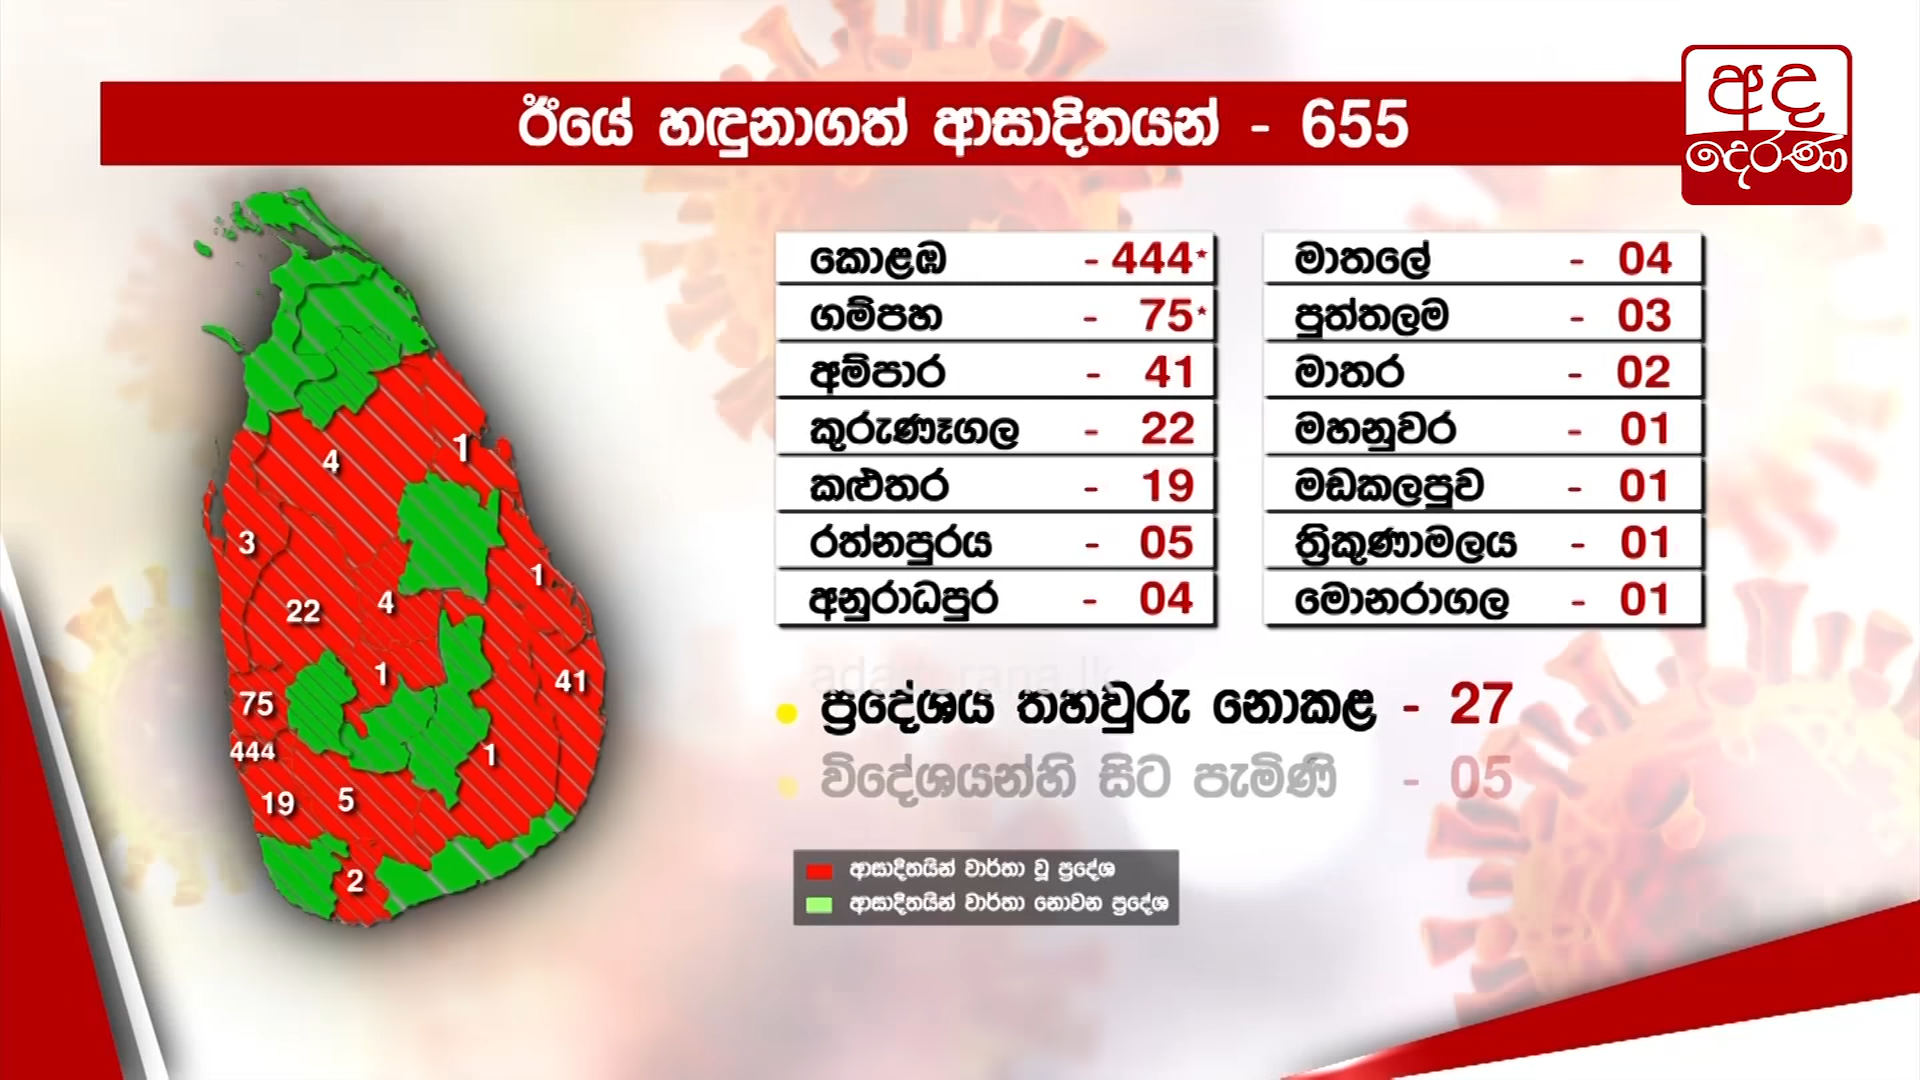 ඊයේ හඳුනාගත් ආසාදිතයන් - 655
අද
දෙරණ
කොළඹ - 444*
ගම්පහ - 75*
අම්පාර - 41
කුරුණෑගල - 22
කළුතර - 19
රත්නපුරය - 05
අනුරාධපුර - 04
මාතලේ - 04
පුත්තලම - 03
මාතර - 02
මහනුවර - 01
මඩකලපුව - 01
ත්‍රිකුණාමලය - 01
මොනරාගල - 01
1
4
3
1
22
4
1
41
75
444
1
19
5
2
ප්‍රදේශය තහවුරු නොකළ - 27
විදේශයන්හි සිට පැමිණි - 05
ආසාදිතයින් වාර්තා වූ ප්‍රදේශ
ආසාදිතයින් වාර්තා නොවන ප්‍රදේශ